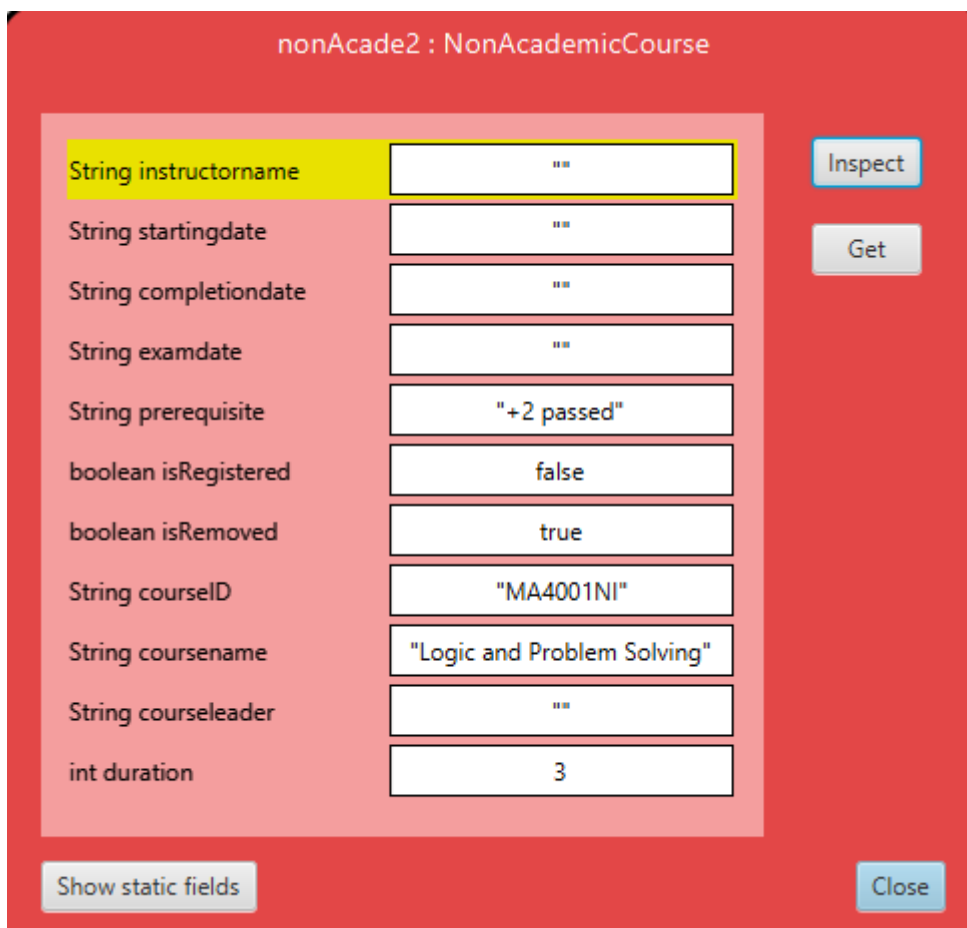 nonAcade2 : NonAcademicCourse
String instructorname ""
Inspect
String startingdate ""
Get
String completiondate ""
String examdate ""
String prerequisite "+2 passed"
boolean isRegistered false
boolean isRemoved true
String courseID "MA4001NI"
String coursename "Logic and Problem Solving"
String courseleader ""
int duration 3
Show static fields
Close